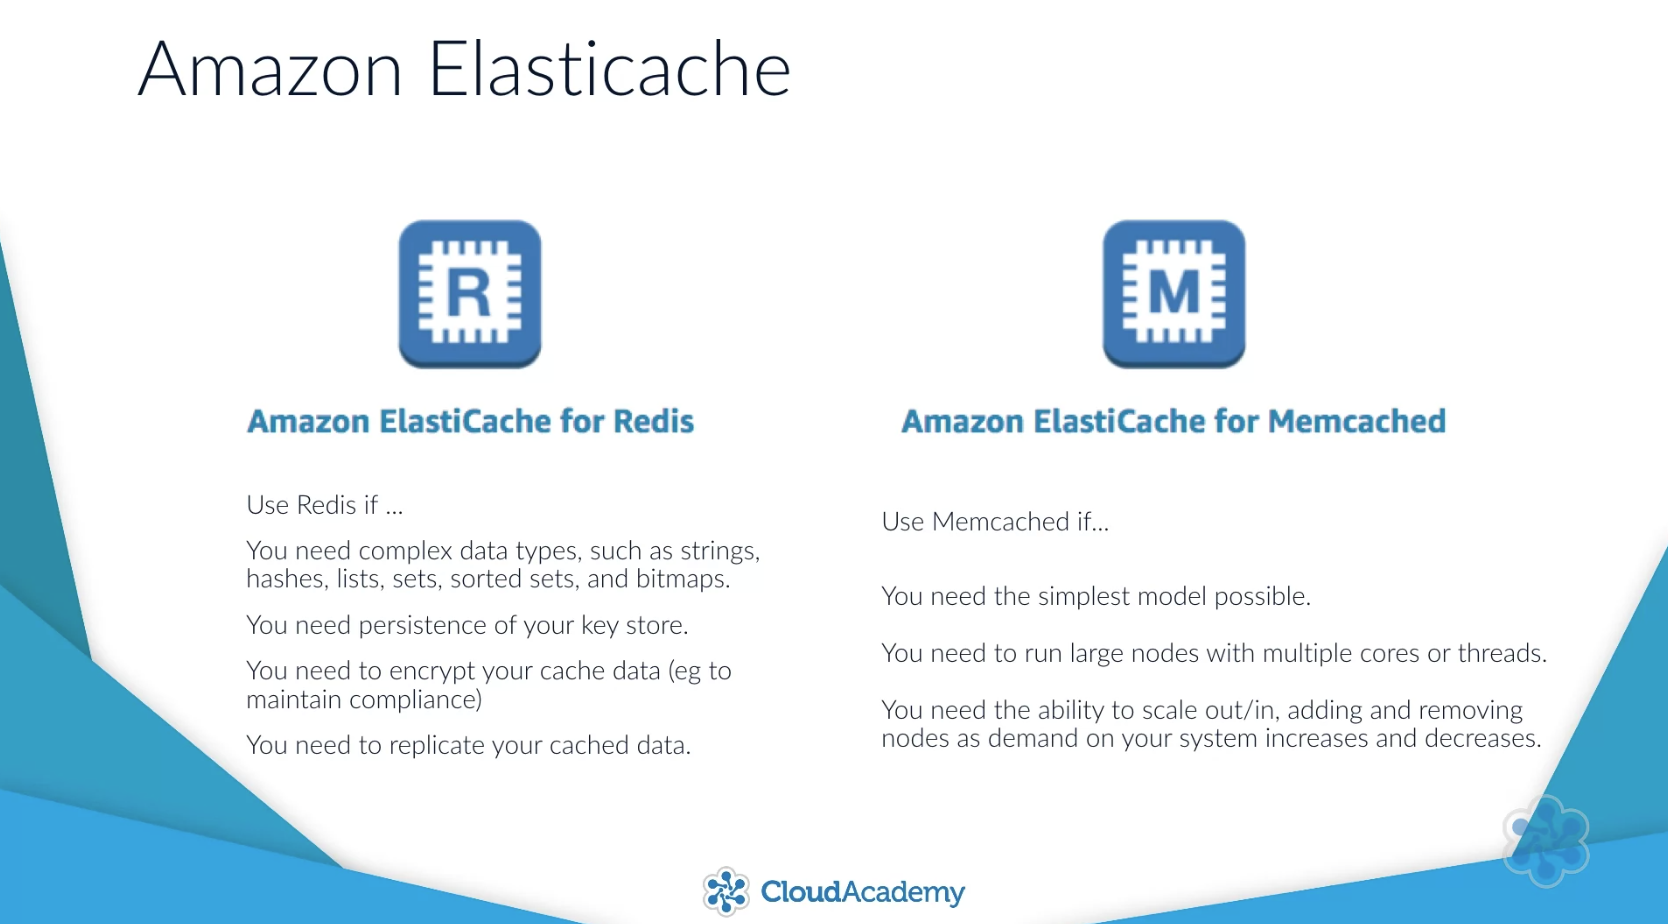 Amazon Elasticache
R
Amazon ElastiCache for Redis
Use Redis if ...
You need complex data types, such as strings,
hashes, lists, sets, sorted sets, and bitmaps.
You need persistence of your key store.
You need to encrypt your cache data (eg to
maintain compliance)
You need to replicate your cached data.
M
Amazon ElastiCache for Memcached
Use Memcached if...
You need the simplest model possible.
You need to run large nodes with multiple cores or threads.
You need the ability to scale out/in, adding and removing
nodes as demand on your system increases and decreases.
CloudAcademy